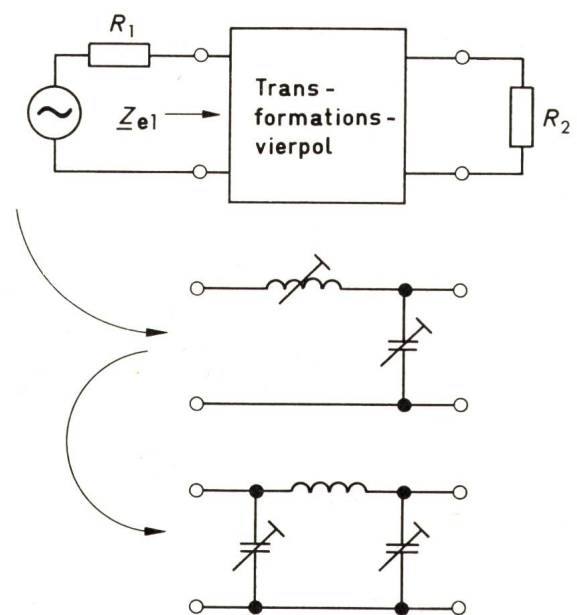 R1
Ze1
Trans-
formations-
vierpol
R2